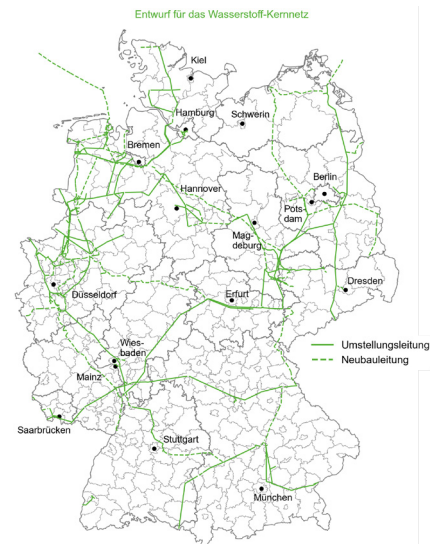 Entwurf für das Wasserstoff-Kernnetz
Kiel
Hamburg
Schwerin
Bremen
Berlin
Hannover
Pots-
dam
Mag-
deburg
Dresden
Düsseldorf
Erfurt
Umstellungsleitung
Neubauleitung
Wies-
baden
Mainz
Saarbrücken
Stuttgart
München